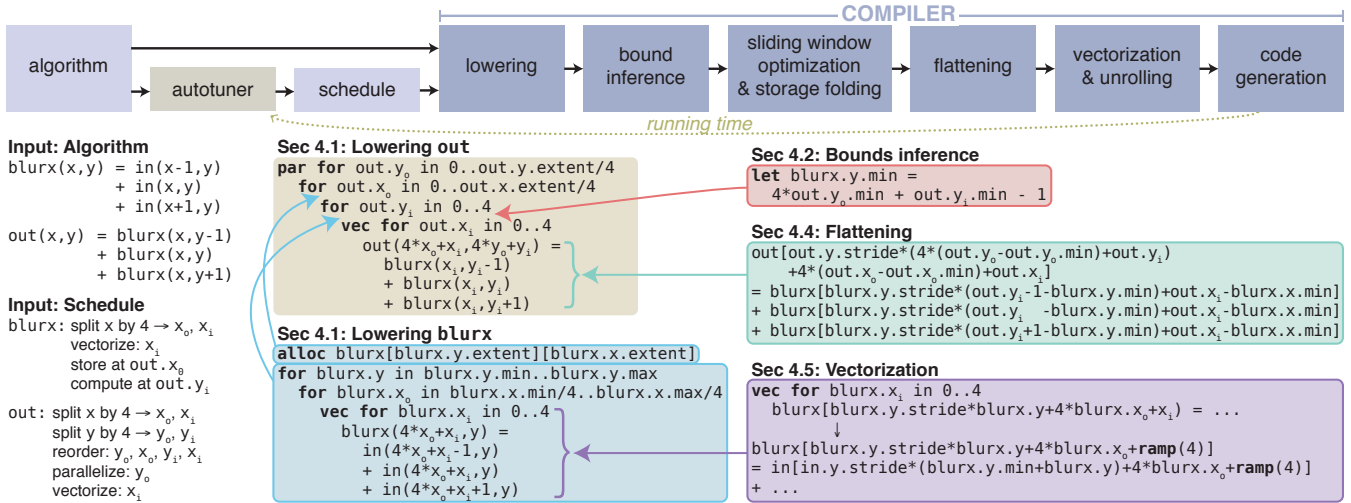 COMPILER
algorithm
autotuner
schedule
lowering
bound
inference
sliding window
optimization
& storage folding
flattening
vectorization
& unrolling
code
generation
running time
Input: Algorithm
blurx(x,y) = in(x-1,y)
+ in(x,y)
+ in(x+1,y)
out(x,y) = blurx(x,y-1)
+ blurx(x,y)
+ blurx(x,y+1)
Input: Schedule
blurx: split x by 4 → xₒ, xᵢ
vectorize: xᵢ
store at out.x₀
compute at out.yᵢ
out: split x by 4 → xₒ, xᵢ
split y by 4 → yₒ, yᵢ
reorder: yₒ, xₒ, yᵢ, xᵢ
parallelize: yₒ
vectorize: xᵢ
Sec 4.1: Lowering out
par for out.yₒ in 0..out.y.extent/4
for out.xₒ in 0..out.x.extent/4
for out.yᵢ in 0..4
vec for out.xᵢ in 0..4
out(4*xₒ+xᵢ,4*yₒ+yᵢ) =
blurx(xᵢ,yᵢ-1)
+ blurx(xᵢ,yᵢ)
+ blurx(xᵢ,yᵢ+1)
Sec 4.1: Lowering blurx
alloc blurx[blurx.y.extent][blurx.x.extent]
for blurx.y in blurx.y.min..blurx.y.max
for blurx.xₒ in blurx.x.min/4..blurx.x.max/4
vec for blurx.xᵢ in 0..4
blurx(4*xₒ+xᵢ,y) =
in(4*xₒ+xᵢ-1,y)
+ in(4*xₒ+xᵢ,y)
+ in(4*xₒ+xᵢ+1,y)
Sec 4.2: Bounds inference
let blurx.y.min =
4*out.yₒ.min + out.yᵢ.min - 1
Sec 4.4: Flattening
out[out.y.stride*(4*(out.yₒ-out.yₒ.min)+out.yᵢ)
+4*(out.xₒ-out.xₒ.min)+out.xᵢ]
= blurx[blurx.y.stride*(out.yᵢ-1-blurx.y.min)+out.xᵢ-blurx.x.min]
+ blurx[blurx.y.stride*(out.yᵢ -blurx.y.min)+out.xᵢ-blurx.x.min]
+ blurx[blurx.y.stride*(out.yᵢ+1-blurx.y.min)+out.xᵢ-blurx.x.min]
Sec 4.5: Vectorization
vec for blurx.xᵢ in 0..4
blurx[blurx.y.stride*blurx.y+4*blurx.xₒ+xᵢ) = ...
↓
blurx[blurx.y.stride*blurx.y+4*blurx.xₒ+ramp(4)]
= in[in.y.stride*(blurx.y.min+blurx.y)+4*blurx.xₒ+ramp(4)]
+ ...